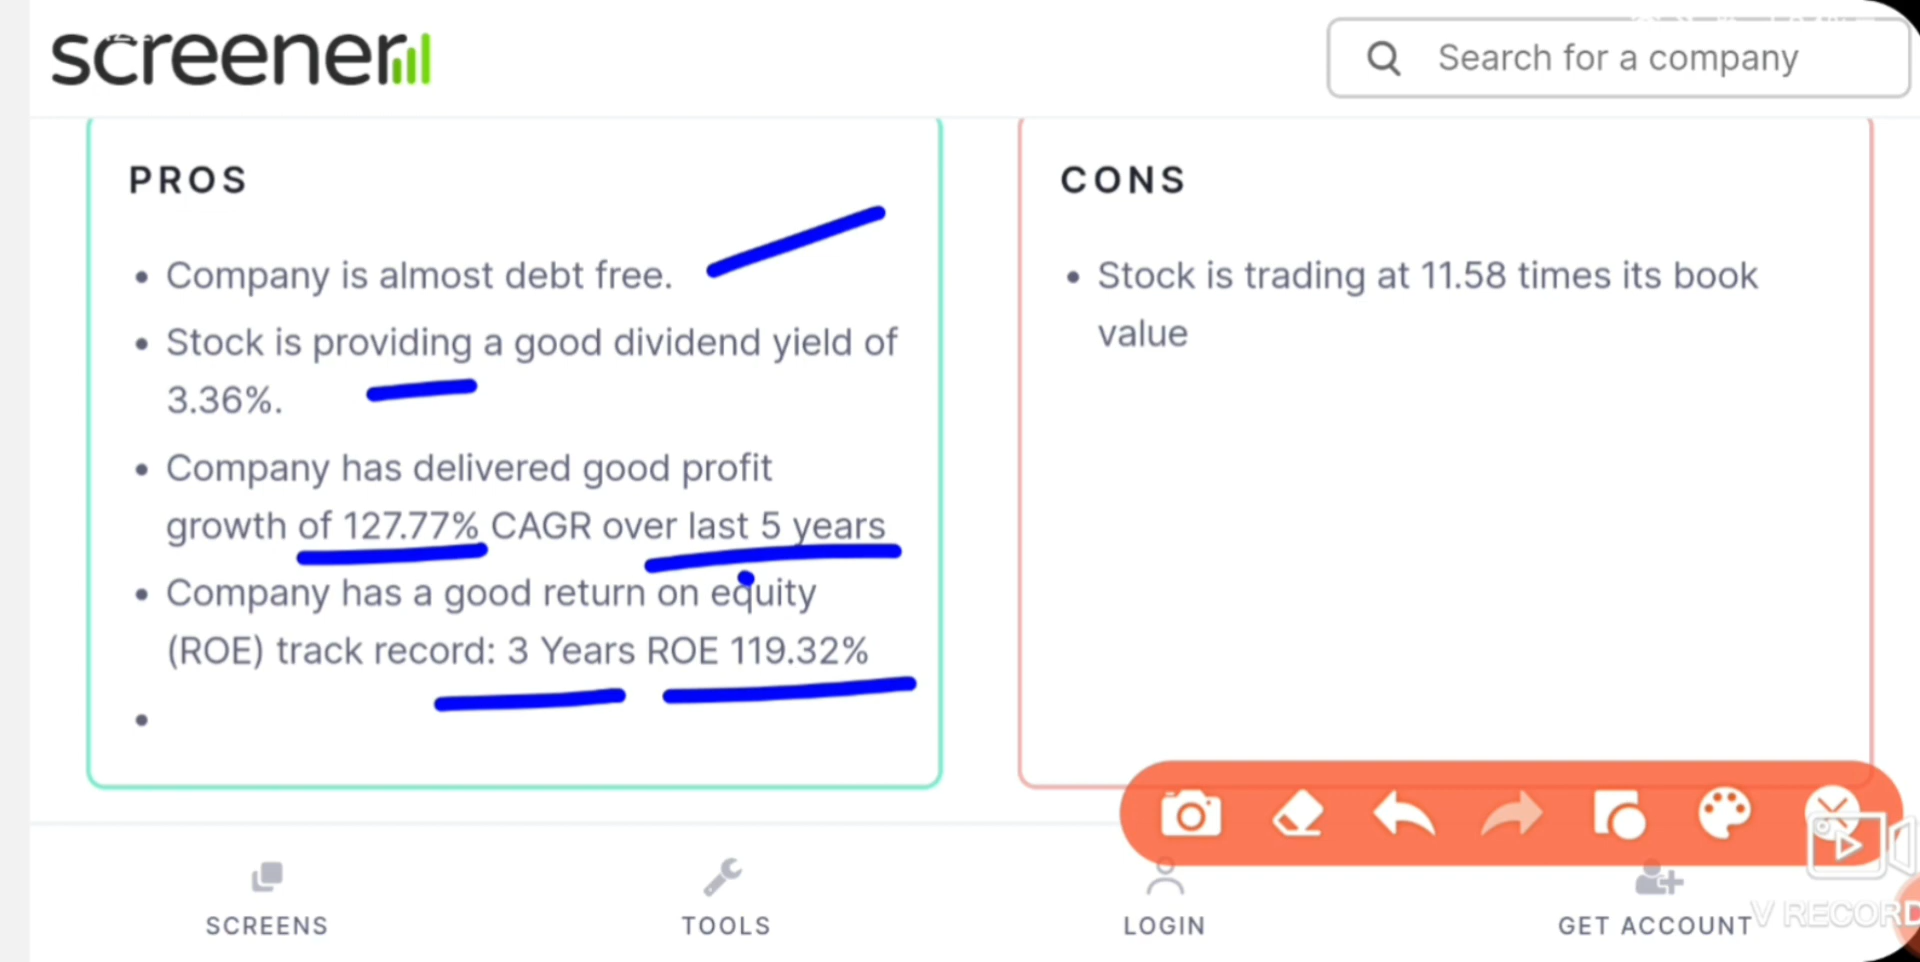 screener
Search for a company
PROS
• Company is almost debt free.
• Stock is providing a good dividend yield of
3.36%.
• Company has delivered good profit
growth of 127.77% CAGR over last 5 years
• Company has a good return on equity
(ROE) track record: 3 Years ROE 119.32%
•
CONS
• Stock is trading at 11.58 times its book
value
SCREENS
TOOLS
LOGIN
GET ACCOUNT
V RECORD